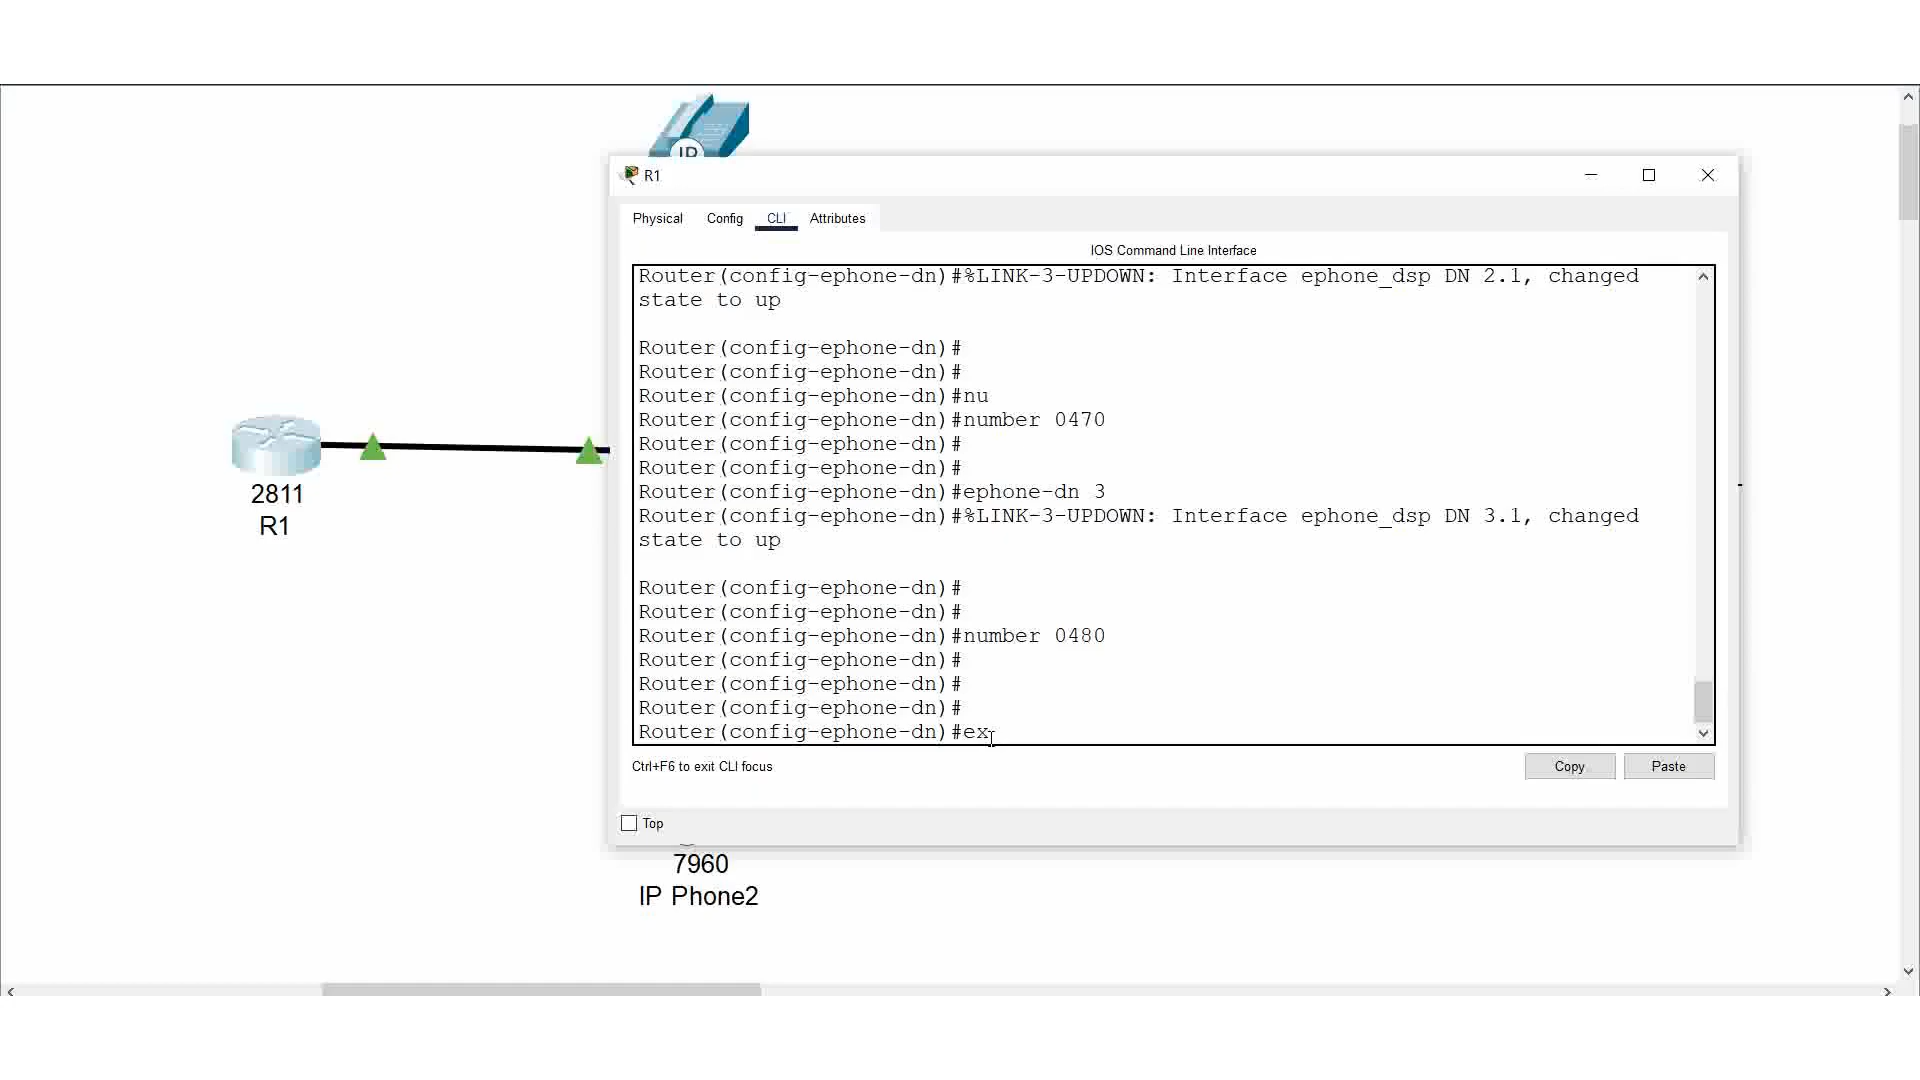 IP
R1
Physical Config CLI Attributes
IOS Command Line Interface
Router(config-ephone-dn)#%LINK-3-UPDOWN: Interface ephone_dsp DN 2.1, changed
state to up
Router(config-ephone-dn)#
Router(config-ephone-dn)#
Router(config-ephone-dn)#nu
Router(config-ephone-dn)#number 0470
Router(config-ephone-dn)#
Router(config-ephone-dn)#
Router(config-ephone-dn)#ephone-dn 3
Router(config-ephone-dn)#%LINK-3-UPDOWN: Interface ephone_dsp DN 3.1, changed
state to up
Router(config-ephone-dn)#
Router(config-ephone-dn)#
Router(config-ephone-dn)#number 0480
Router(config-ephone-dn)#
Router(config-ephone-dn)#
Router(config-ephone-dn)#
Router(config-ephone-dn)#ex
Ctrl+F6 to exit CLI focus
Copy Paste
Top
2811
R1
7960
IP Phone2